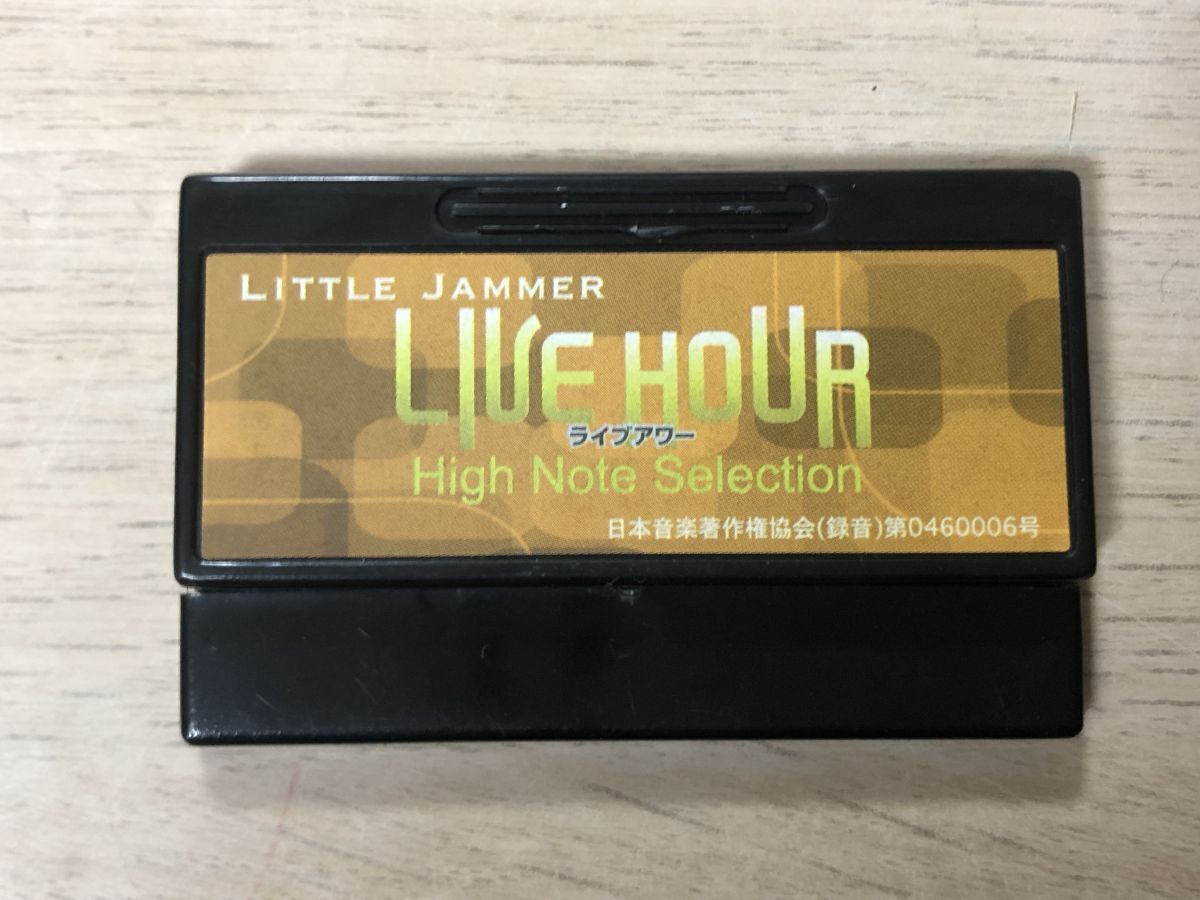 LITTLE JAMMER
LIVE HOUR
ライブアワー
High Note Selection
日本音楽著作権協会(録音)第0460006号